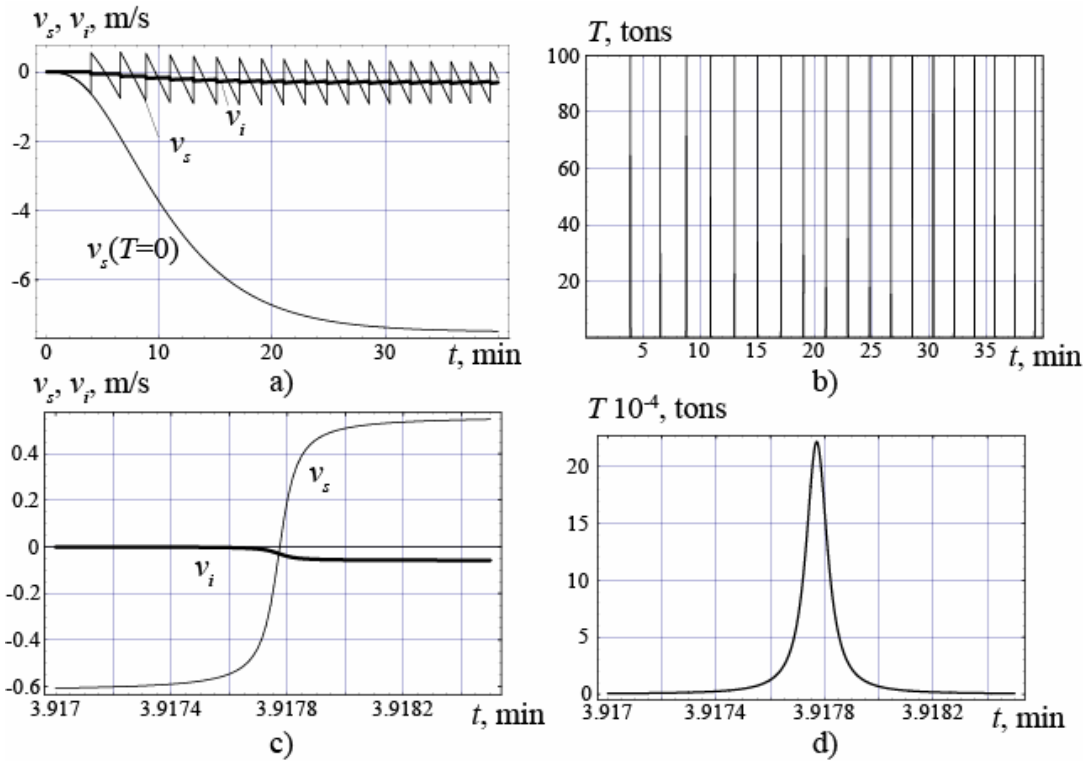 v_s, v_i, m/s
0
-2
-4
-6
v_i
v_s
v_s(T=0)
0 10 20 30 t, min
a)
T, tons
100
80
60
40
20
5 10 15 20 25 30 35 t, min
b)
v_s, v_i, m/s
0.4
0.2
0
-0.2
-0.4
-0.6
v_s
v_i
3.917 3.9174 3.9178 3.9182 t, min
c)
T 10^-4, tons
20
15
10
5
0
3.917 3.9174 3.9178 3.9182 t, min
d)